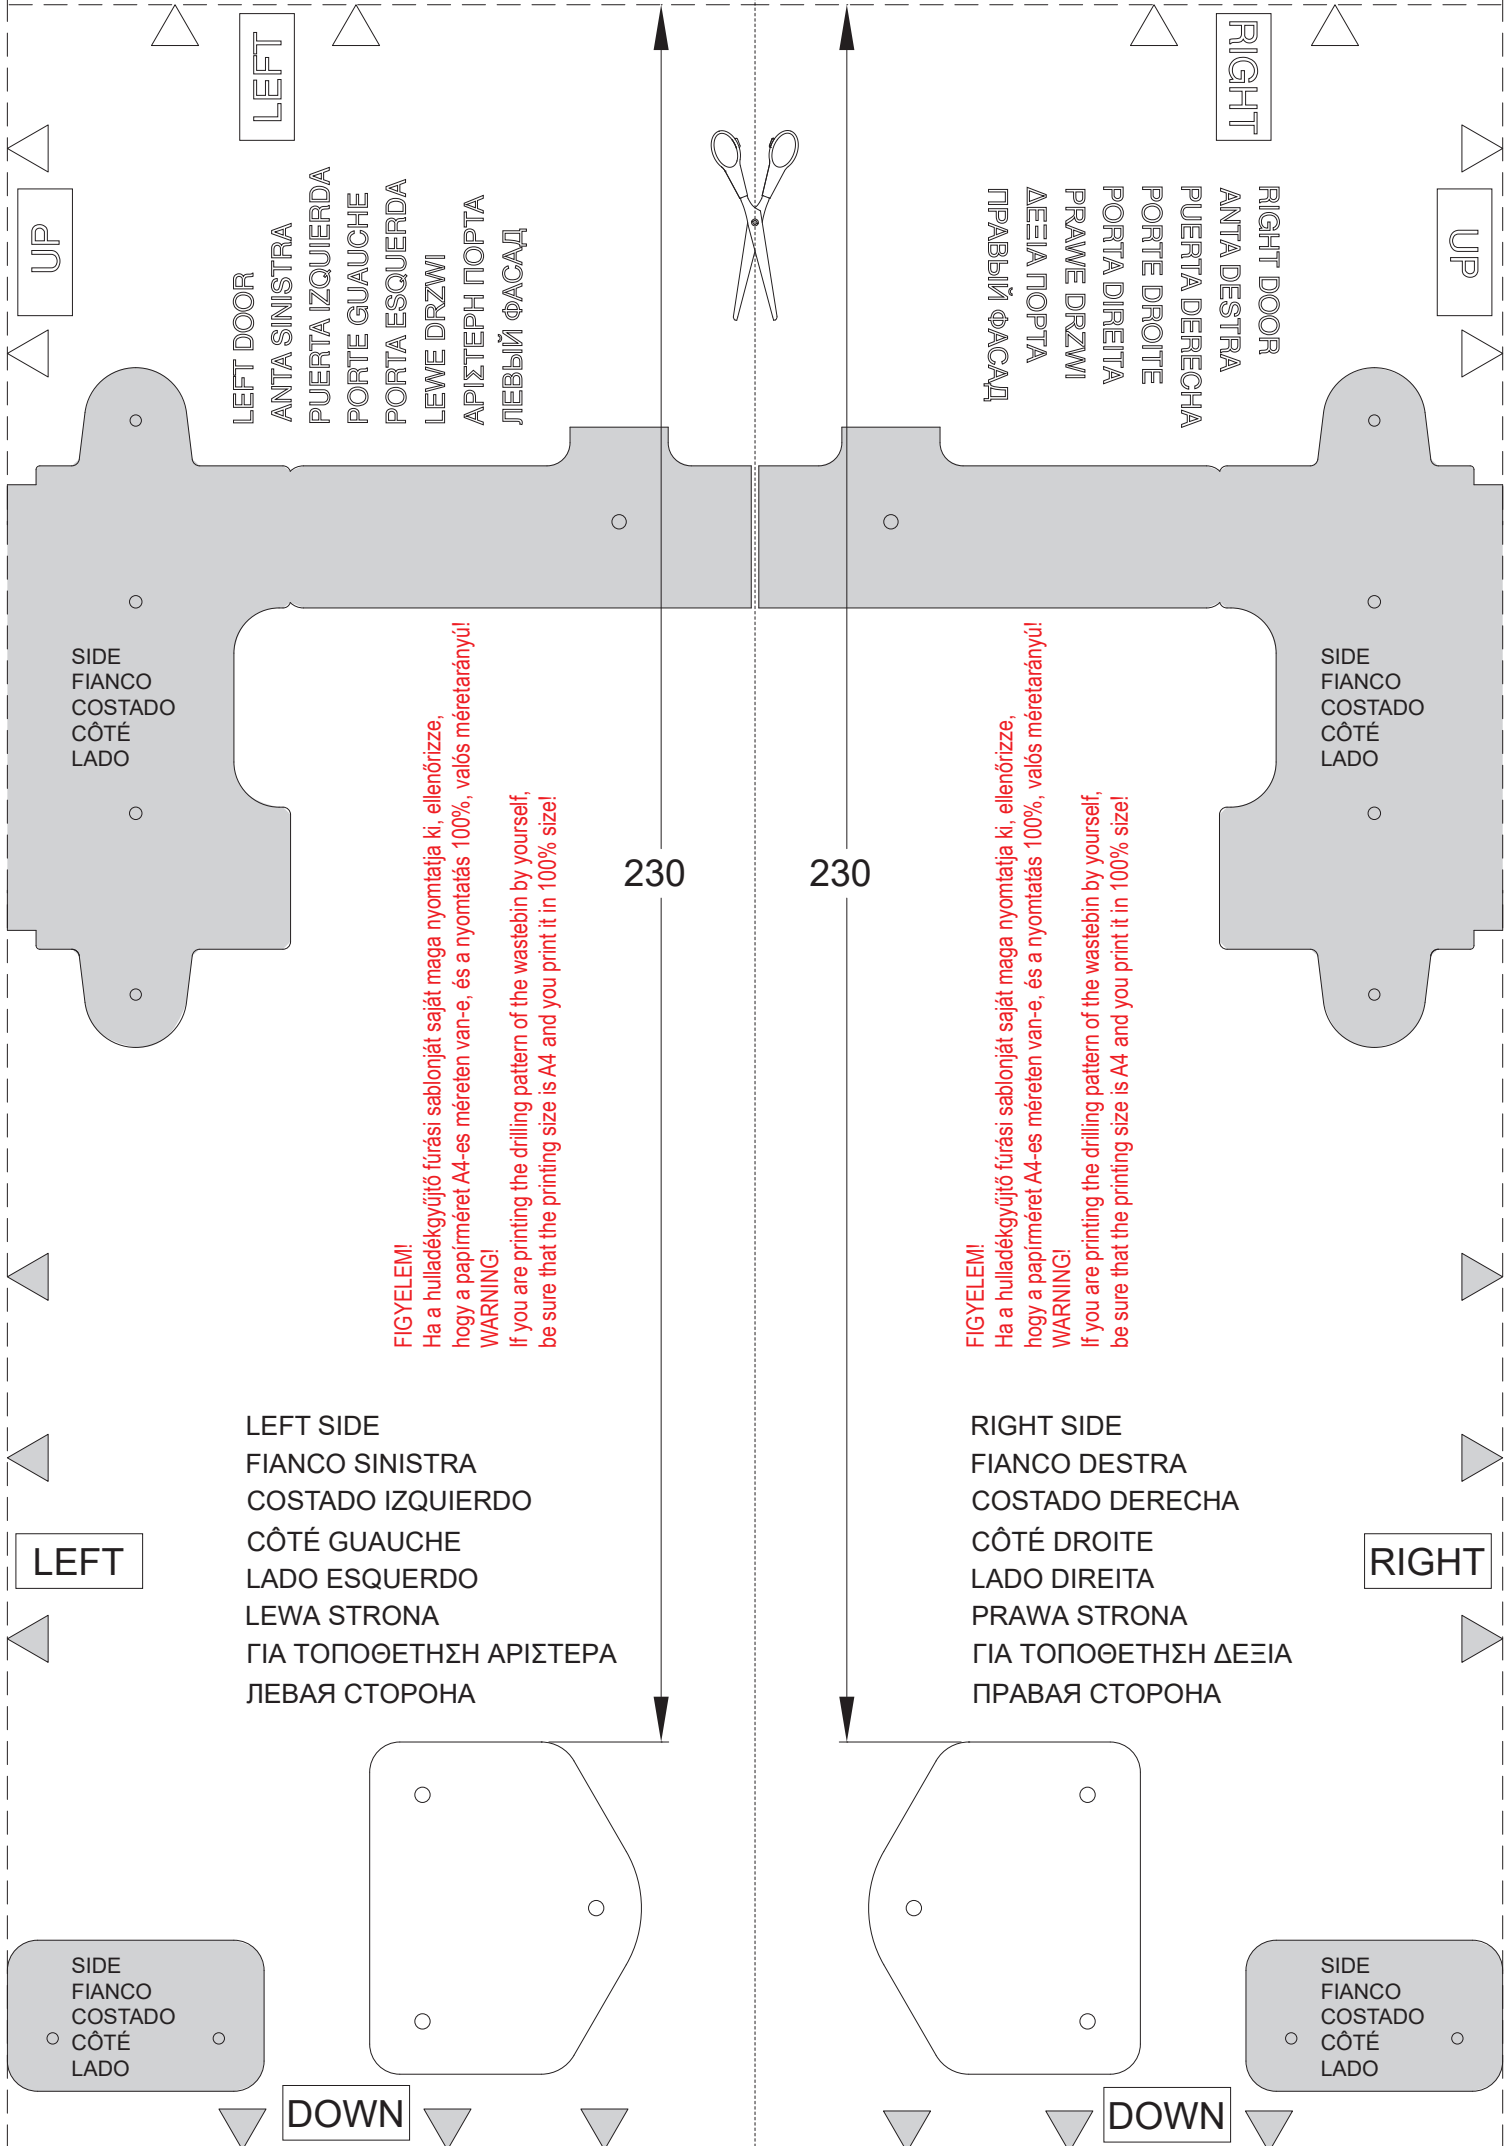 LEFT
UP
LEFT DOOR
ANTA SINISTRA
PUERTA IZQUIERDA
PORTE GUAUCHE
PORTA ESQUERDA
LEWE DRZWI
ΑΡΙΣΤΕΡΗ ΠΟΡΤΑ
ЛЕВЫЙ ФАСАД
RIGHT
UP
RIGHT DOOR
ANTA DESTRA
PUERTA DERECHA
PORTE DROITE
PORTA DIREITA
PRAWE DRZWI
ΔΕΞΙΑ ΠΟΡΤΑ
ПРАВЫЙ ФАСАД
SIDE
FIANCO
COSTADO
CÔTÉ
LADO
SIDE
FIANCO
COSTADO
CÔTÉ
LADO
FIGYELEM!
Ha a hulladékgyűjtő fúrási sablonját saját maga nyomtatja ki, ellenőrizze,
hogy a papírméret A4-es méreten van-e, és a nyomtatás 100%, valós méretarányú!
WARNING!
If you are printing the drilling pattern of the wastebin by yourself,
be sure that the printing size is A4 and you print it in 100% size!
230
230
FIGYELEM!
Ha a hulladékgyűjtő fúrási sablonját saját maga nyomtatja ki, ellenőrizze,
hogy a papírméret A4-es méreten van-e, és a nyomtatás 100%, valós méretarányú!
WARNING!
If you are printing the drilling pattern of the wastebin by yourself,
be sure that the printing size is A4 and you print it in 100% size!
LEFT SIDE
FIANCO SINISTRA
COSTADO IZQUIERDO
CÔTÉ GUAUCHE
LADO ESQUERDO
LEWA STRONA
ΓΙΑ ΤΟΠΟΘΕΤΗΣΗ ΑΡΙΣΤΕΡΑ
ЛЕВАЯ СТОРОНА
LEFT
RIGHT SIDE
FIANCO DESTRA
COSTADO DERECHA
CÔTÉ DROITE
LADO DIREITA
PRAWA STRONA
ΓΙΑ ΤΟΠΟΘΕΤΗΣΗ ΔΕΞΙΑ
ПРАВАЯ СТОРОНА
RIGHT
SIDE
FIANCO
COSTADO
CÔTÉ
LADO
SIDE
FIANCO
COSTADO
CÔTÉ
LADO
DOWN
DOWN